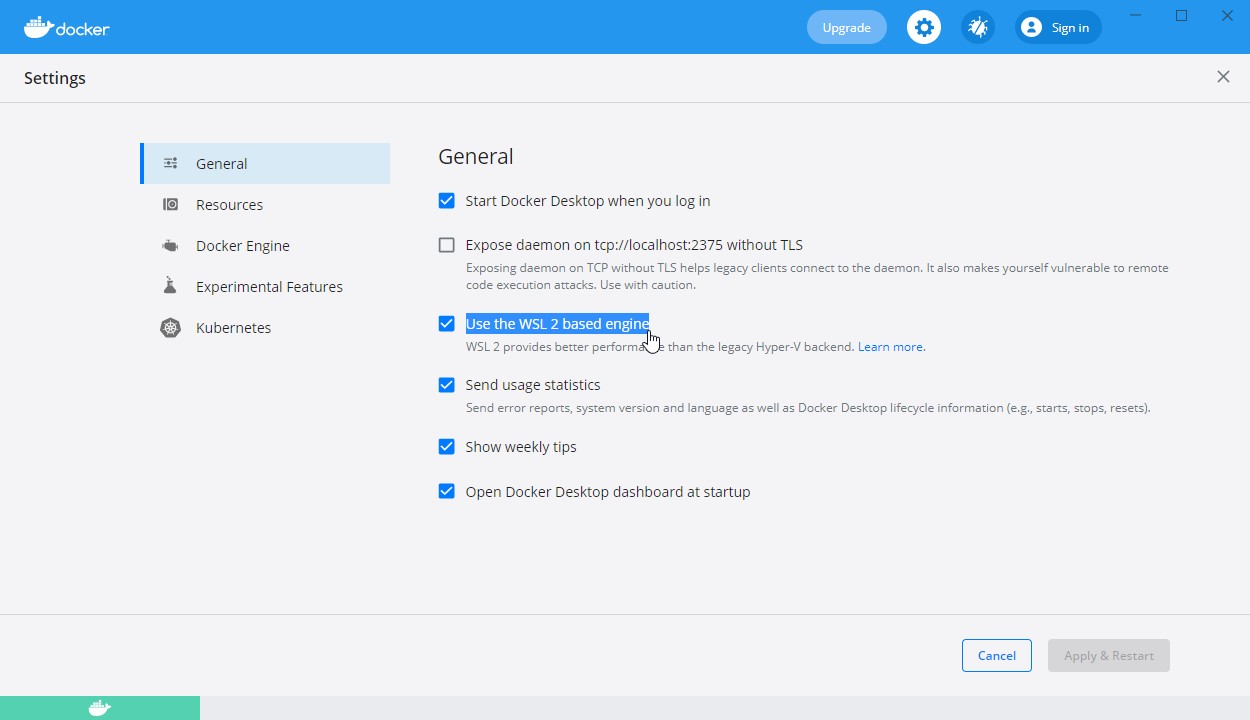 docker
Upgrade
Sign in
Settings
General
Resources
Docker Engine
Experimental Features
Kubernetes
General
Start Docker Desktop when you log in
Expose daemon on tcp://localhost:2375 without TLS
Exposing daemon on TCP without TLS helps legacy clients connect to the daemon. It also makes yourself vulnerable to remote
code execution attacks. Use with caution.
Use the WSL 2 based engine
WSL 2 provides better performance than the legacy Hyper-V backend. Learn more.
Send usage statistics
Send error reports, system version and language as well as Docker Desktop lifecycle information (e.g., starts, stops, resets).
Show weekly tips
Open Docker Desktop dashboard at startup
Cancel
Apply & Restart